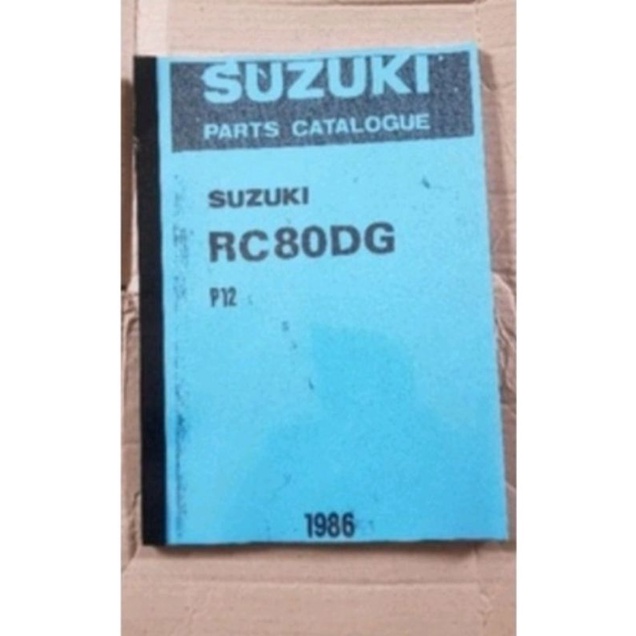 SUZUKI
PARTS CATALOGUE
SUZUKI
RC80DG
P12
1986